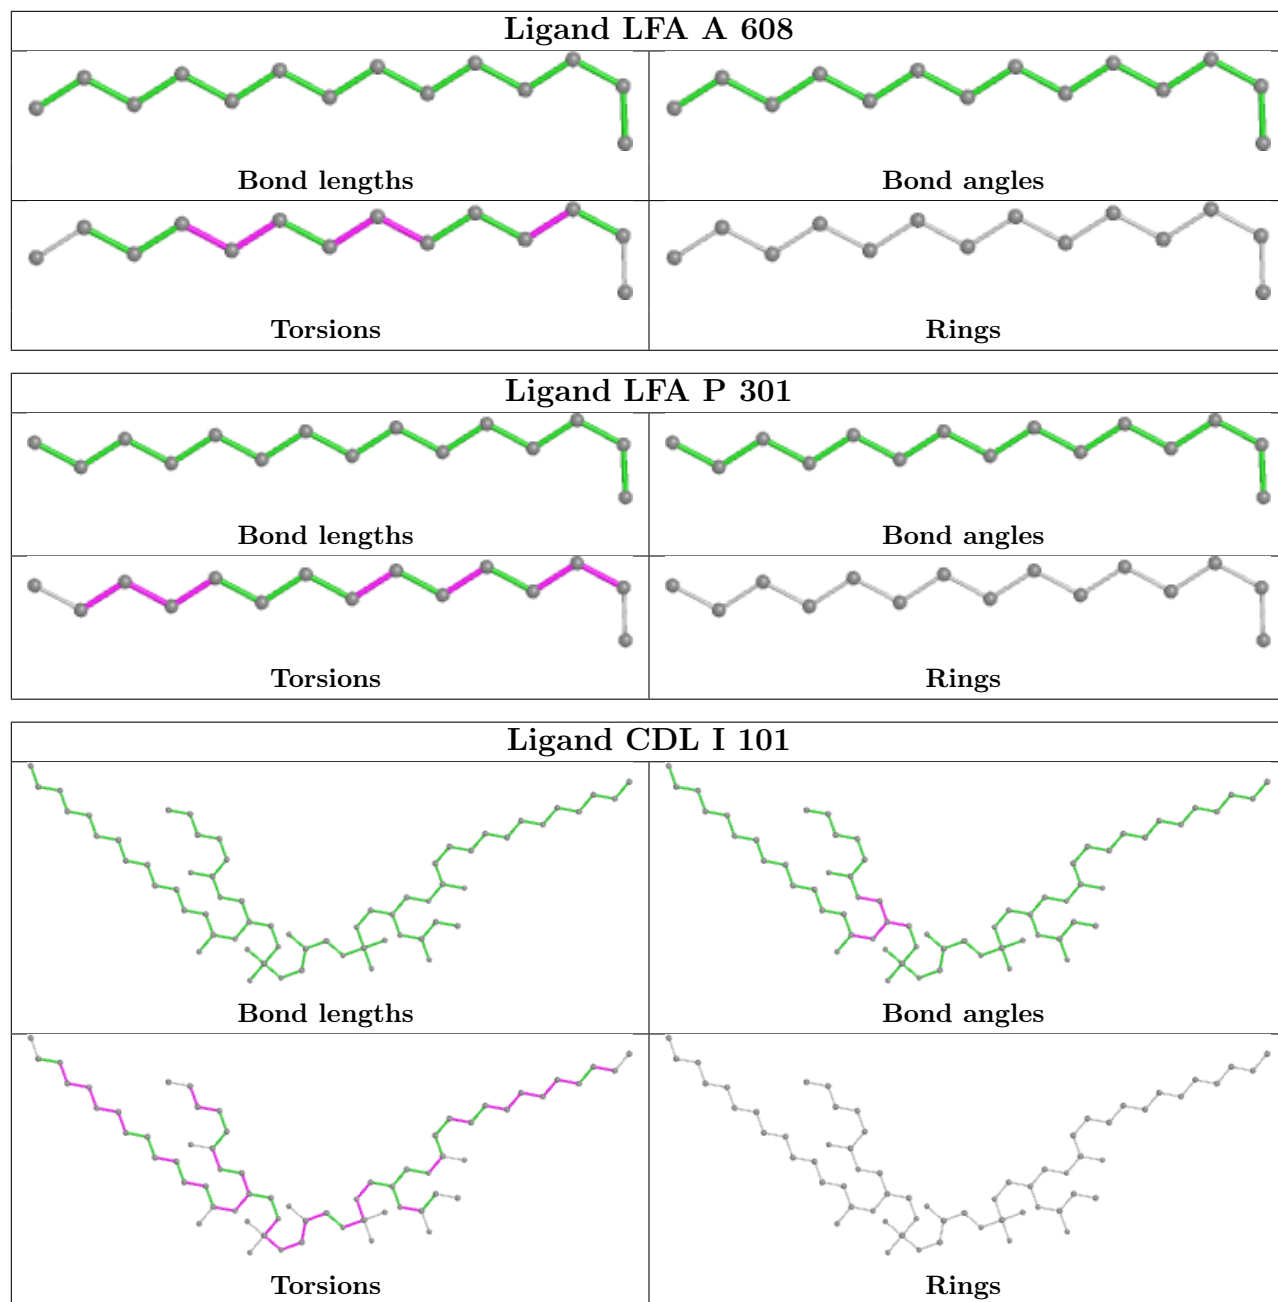 Ligand LFA A 608
Bond lengths
Bond angles
Torsions
Rings
Ligand LFA P 301
Bond lengths
Bond angles
Torsions
Rings
Ligand CDL I 101
Bond lengths
Bond angles
Torsions
Rings